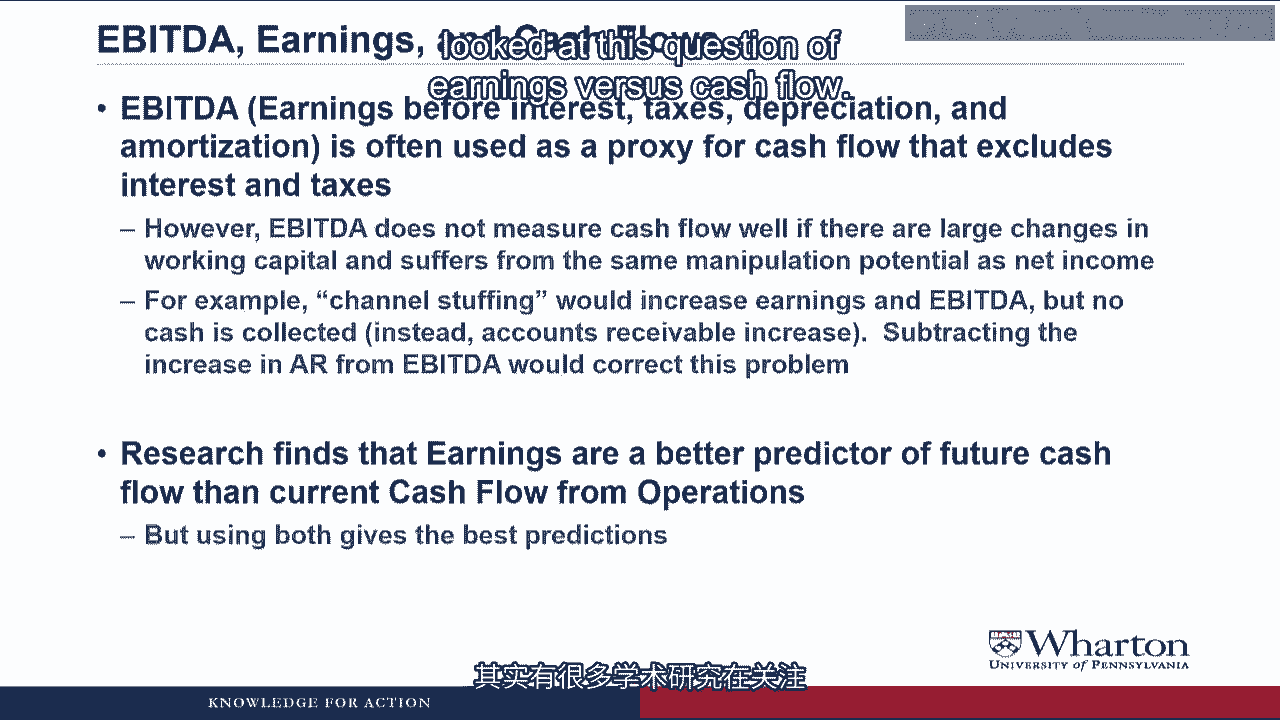 EBITDA, Earnings, and Cash Flows
looked at this question of
earnings versus cash flow.
• EBITDA (Earnings before interest, taxes, depreciation, and
amortization) is often used as a proxy for cash flow that excludes
interest and taxes
– However, EBITDA does not measure cash flow well if there are large changes in
working capital and suffers from the same manipulation potential as net income
– For example, “channel stuffing” would increase earnings and EBITDA, but no
cash is collected (instead, accounts receivable increase). Subtracting the
increase in AR from EBITDA would correct this problem
• Research finds that Earnings are a better predictor of future cash
flow than current Cash Flow from Operations
– But using both gives the best predictions
Wharton
UNIVERSITY of PENNSYLVANIA
其实有很多学术研究在关注
KNOWLEDGE FOR ACTION